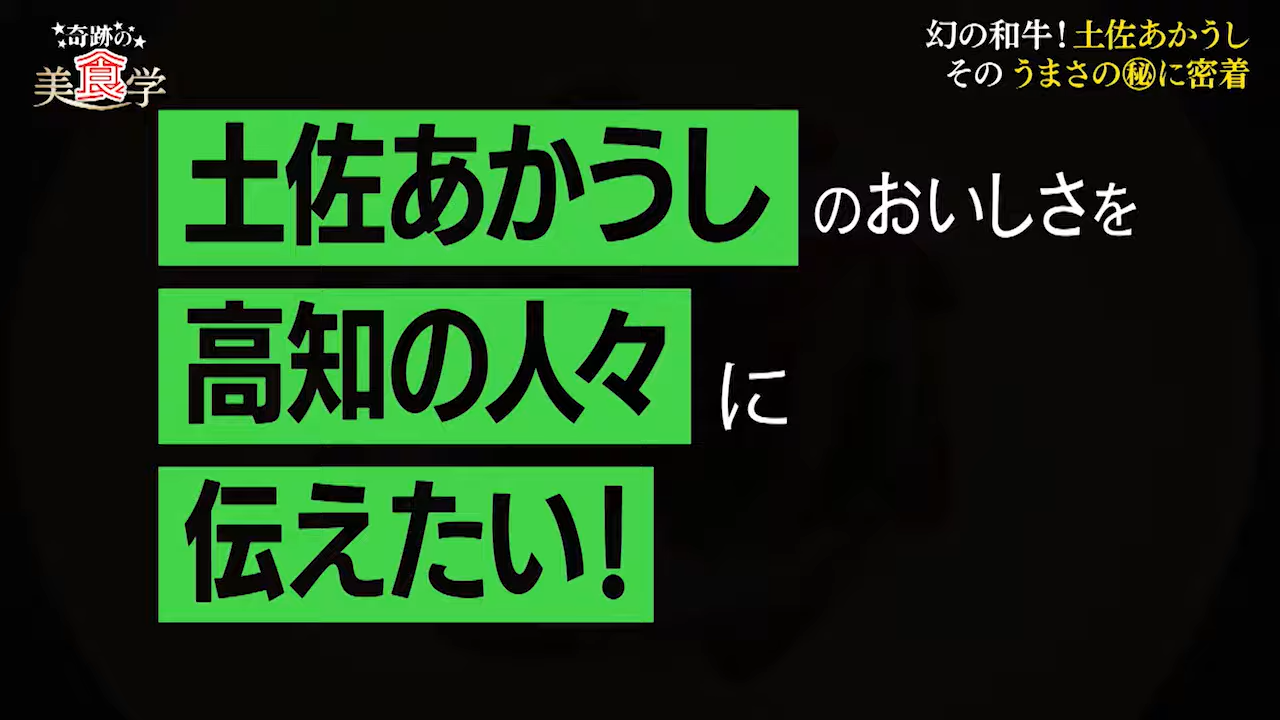 奇跡の
美食学
幻の和牛！土佐あかうし
その うまさの㊙に密着
土佐あかうしのおいしさを
高知の人々に
伝えたい！